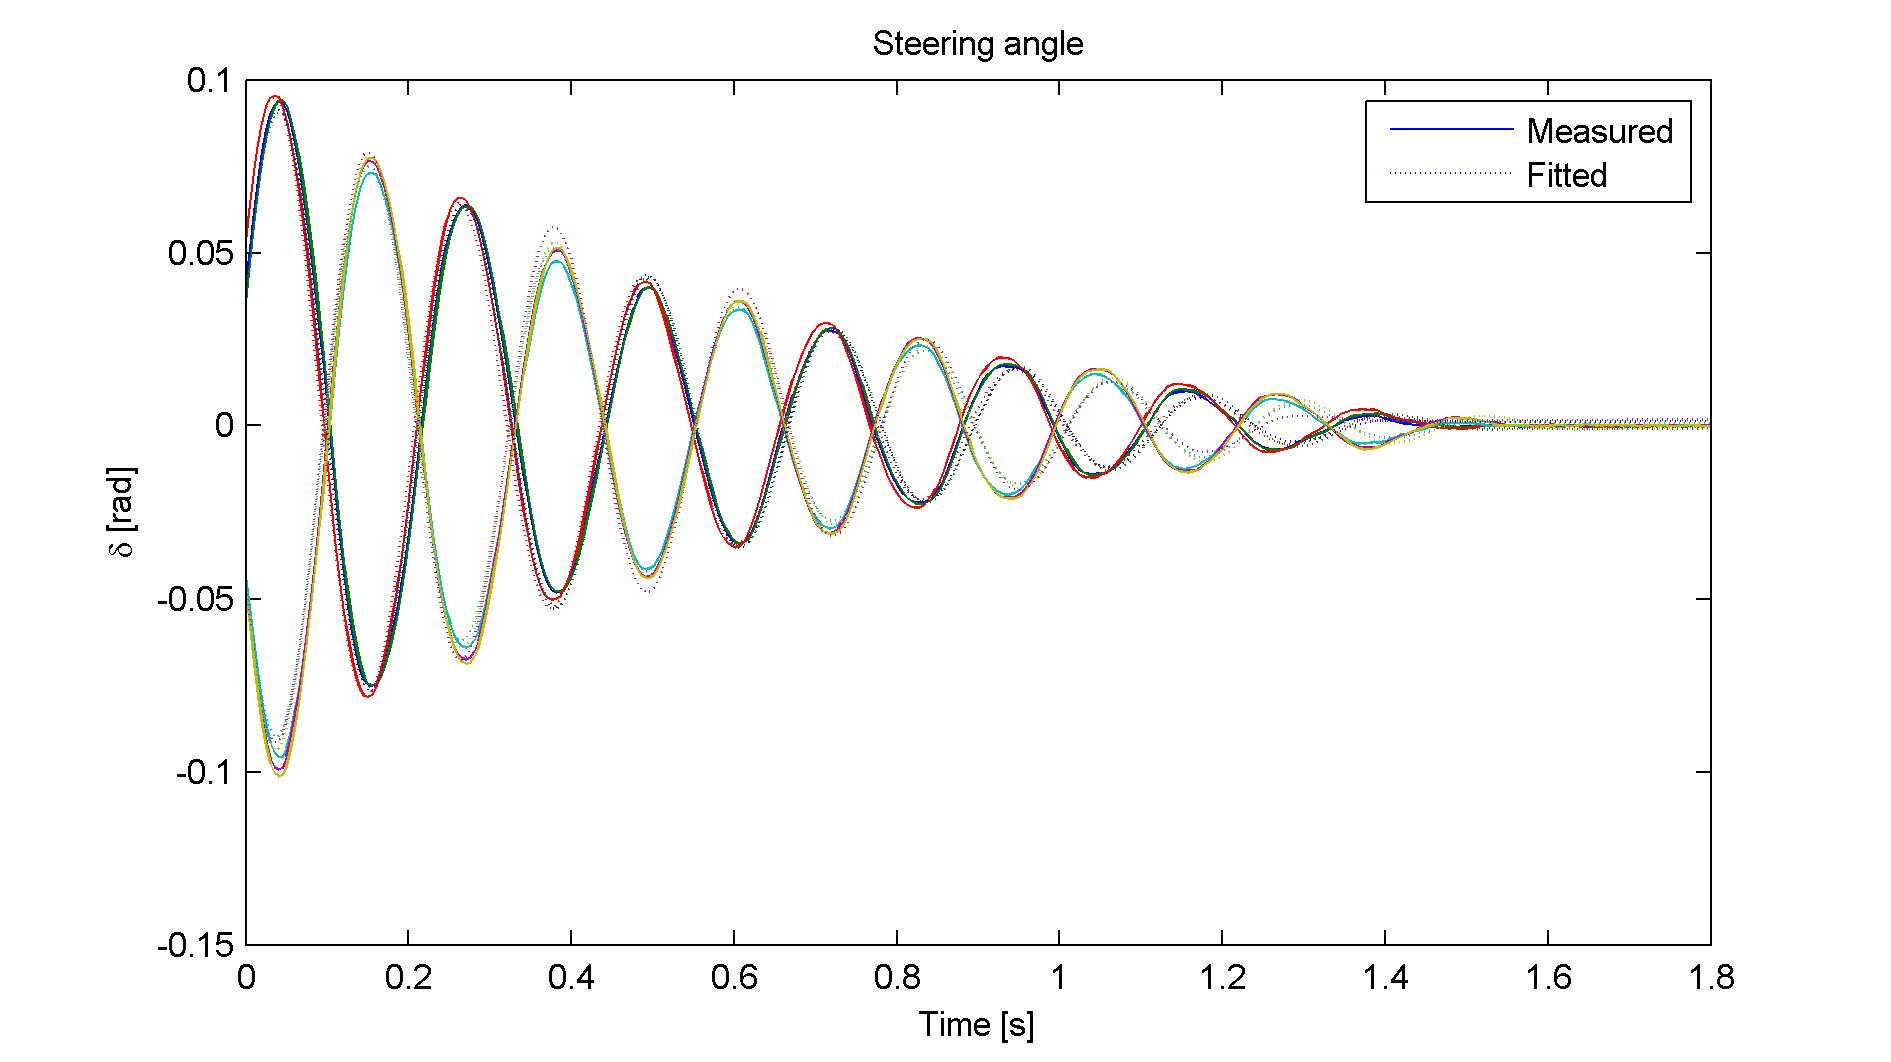 Steering angle
0.1
0.05
0
-0.05
-0.1
-0.15
δ [rad]
Measured
Fitted
0 0.2 0.4 0.6 0.8 1 1.2 1.4 1.6 1.8
Time [s]